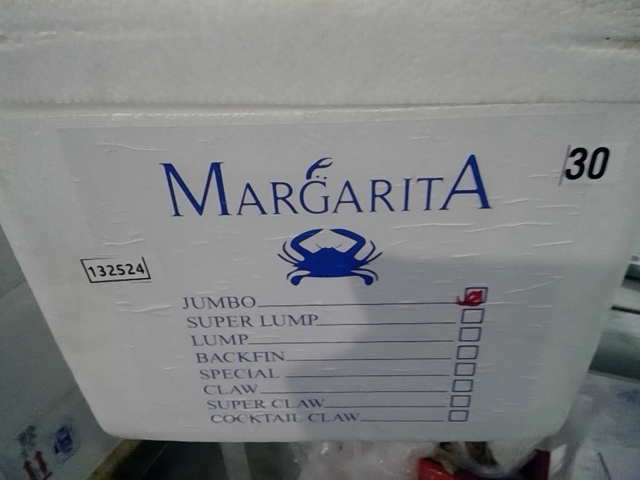 30
MARGARITA
132524
JUMBO
SUPER LUMP
LUMP
BACKFIN
SPECIAL
CLAW
SUPER CLAW
COCKTAIL CLAW